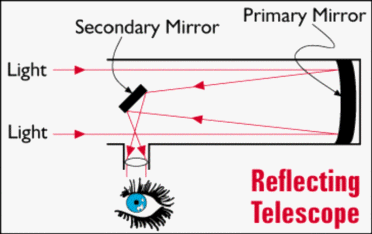 Primary Mirror
Secondary Mirror
Light
Light
Reflecting
Telescope